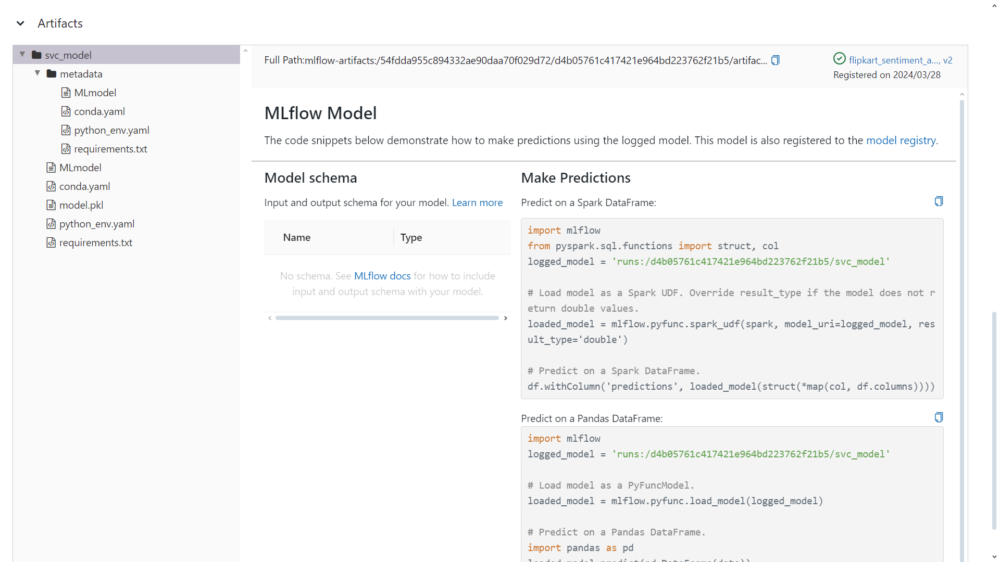 Artifacts
svc_model
metadata
MLmodel
conda.yaml
python_env.yaml
requirements.txt
MLmodel
conda.yaml
model.pkl
python_env.yaml
requirements.txt
Full Path:mlflow-artifacts:/54fdda955c894332ae90daa70f029d72/d4b05761c417421e964bd223762f21b5/artifac...
flipkart_sentiment_a..., v2
Registered on 2024/03/28
MLflow Model
The code snippets below demonstrate how to make predictions using the logged model. This model is also registered to the model registry.
Model schema
Input and output schema for your model. Learn more
Name Type
No schema. See MLflow docs for how to include
input and output schema with your model.
Make Predictions
Predict on a Spark DataFrame:
import mlflow
from pyspark.sql.functions import struct, col
logged_model = 'runs:/d4b05761c417421e964bd223762f21b5/svc_model'
# Load model as a Spark UDF. Override result_type if the model does not r
eturn double values.
loaded_model = mlflow.pyfunc.spark_udf(spark, model_uri=logged_model, res
ult_type='double')
# Predict on a Spark DataFrame.
df.withColumn('predictions', loaded_model(struct(*map(col, df.columns))))
Predict on a Pandas DataFrame:
import mlflow
logged_model = 'runs:/d4b05761c417421e964bd223762f21b5/svc_model'
# Load model as a PyFuncModel.
loaded_model = mlflow.pyfunc.load_model(logged_model)
# Predict on a Pandas DataFrame.
import pandas as pd
loaded_model.predict(pd.DataFrame(data))